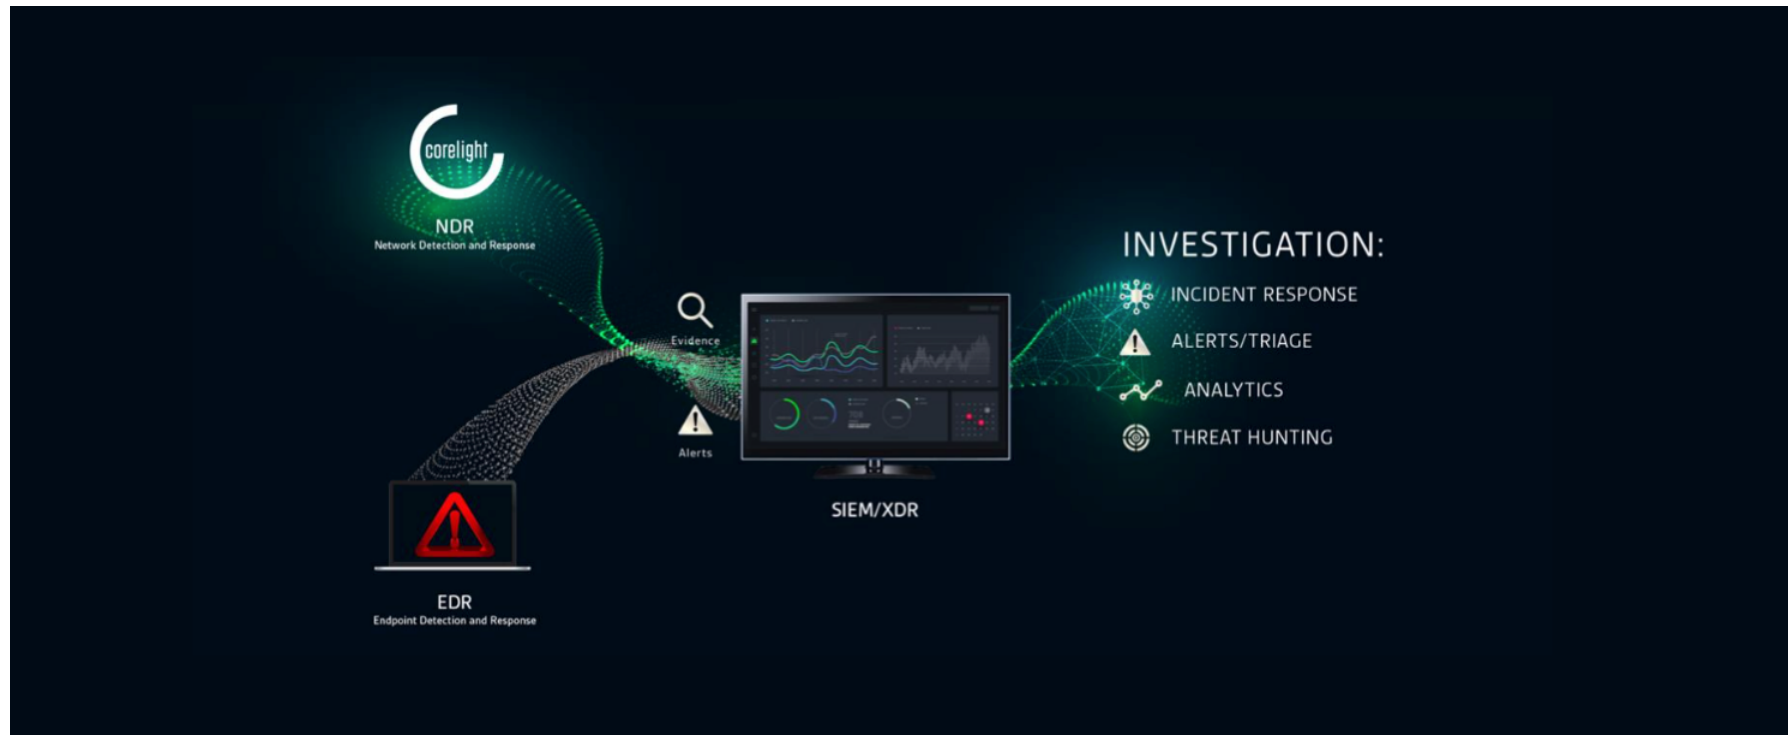 corelight
NDR
Network Detection and Response
Evidence
Alerts
EDR
Endpoint Detection and Response
SIEM/XDR
INVESTIGATION:
INCIDENT RESPONSE
ALERTS/TRIAGE
ANALYTICS
THREAT HUNTING